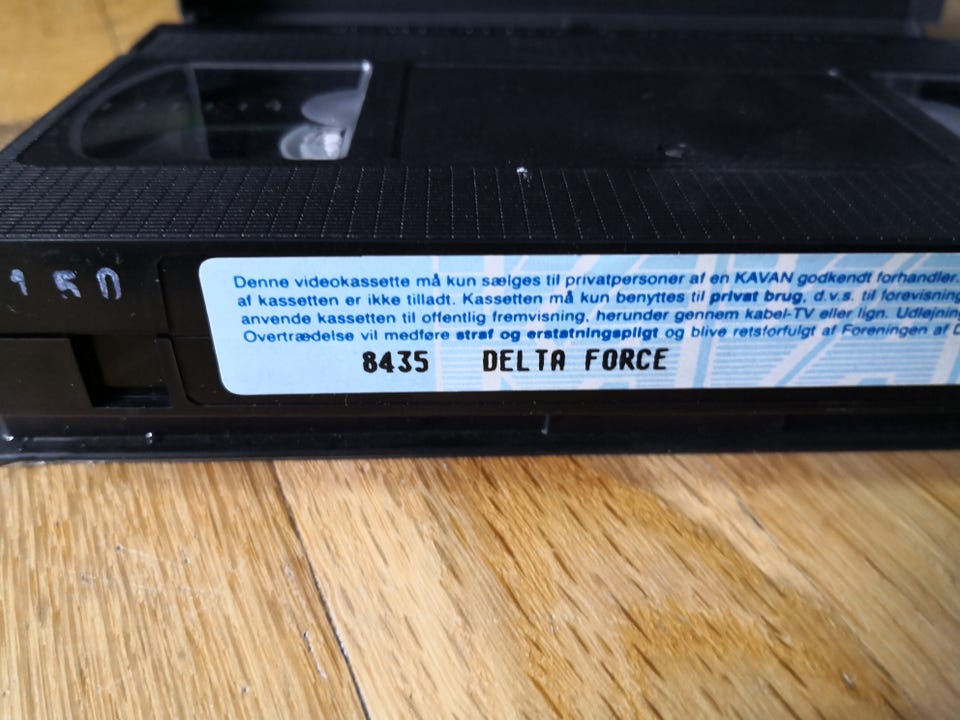 150
Denne videokassette må kun sælges til privatpersoner af en KAVAN godkendt forhandler.
af kassetten er ikke tilladt. Kassetten må kun benyttes til privat brug, d.v.s. til forevisning
anvende kassetten til offentlig fremvisning, herunder gennem kabel-TV eller lign. Udlejning
Overtrædelse vil medføre straf og erstatningspligt og blive retsforfulgt af Foreningen af D
8435 DELTA FORCE